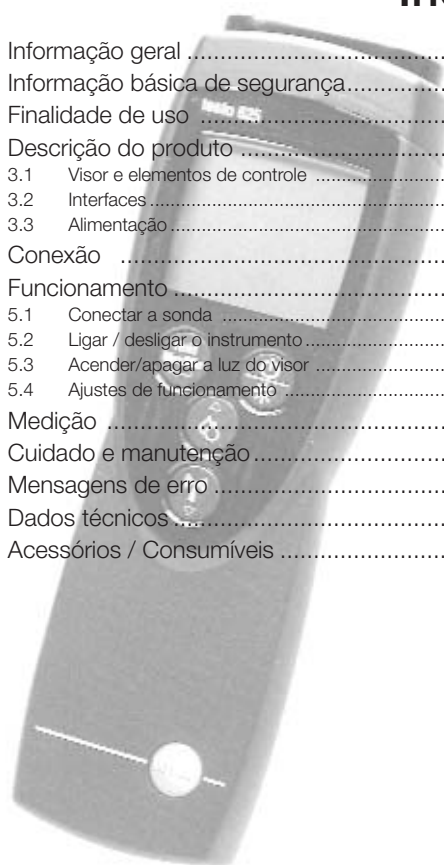 Informação geral
Informação básica de segurança
Finalidade de uso
Descrição do produto
3.1 Visor e elementos de controle
3.2 Interfaces
3.3 Alimentação
Conexão
Funcionamento
5.1 Conectar a sonda
5.2 Ligar / desligar o instrumento
5.3 Acender/apagar a luz do visor
5.4 Ajustes de funcionamento
Medição
Cuidado e manutenção
Mensagens de erro
Dados técnicos
Acessórios / Consumíveis